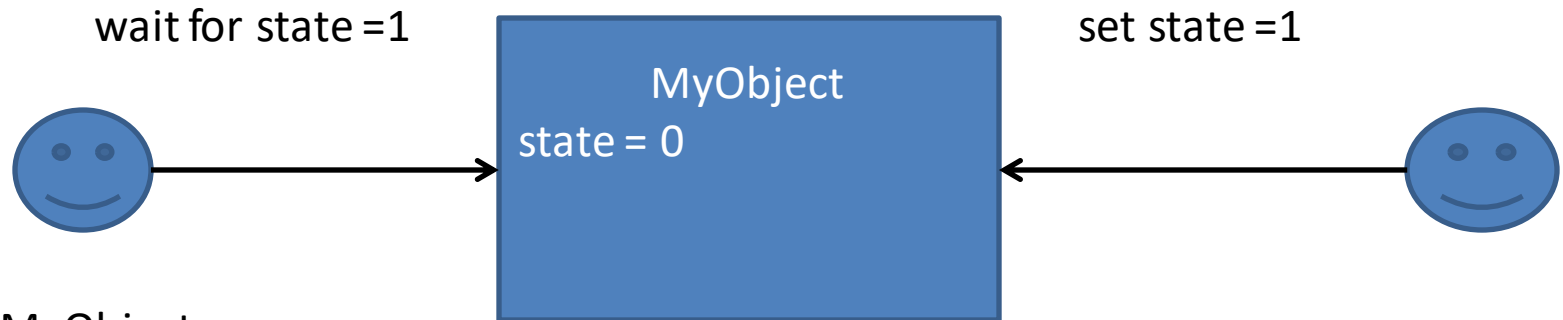 wait for state =1
set state =1
MyObject
state = 0